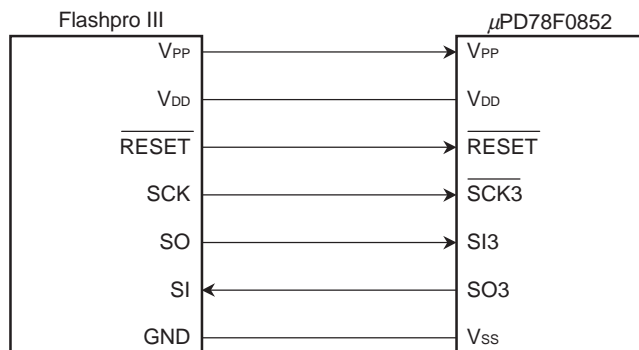 Flashpro III μPD78F0852
VPP VPP
VDD VDD
RESET RESET
SCK SCK3
SO SI3
SI SO3
GND VSS